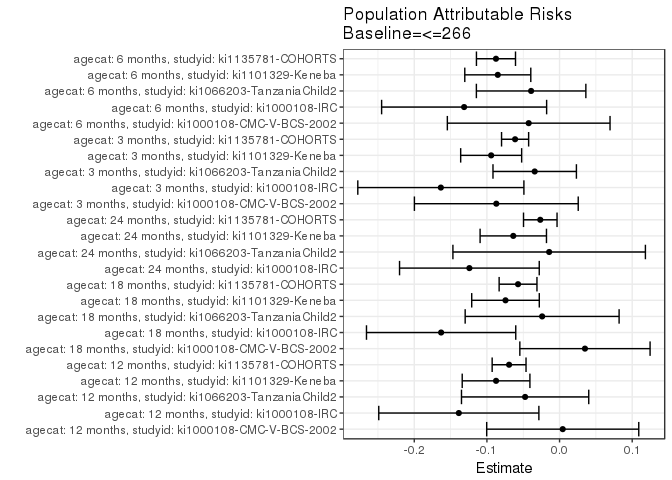 Population Attributable Risks
Baseline=<=266
agecat: 6 months, studyid: ki1135781-COHORTS
agecat: 6 months, studyid: ki1101329-Keneba
agecat: 6 months, studyid: ki1066203-TanzaniaChild2
agecat: 6 months, studyid: ki1000108-IRC
agecat: 6 months, studyid: ki1000108-CMC-V-BCS-2002
agecat: 3 months, studyid: ki1135781-COHORTS
agecat: 3 months, studyid: ki1101329-Keneba
agecat: 3 months, studyid: ki1066203-TanzaniaChild2
agecat: 3 months, studyid: ki1000108-IRC
agecat: 3 months, studyid: ki1000108-CMC-V-BCS-2002
agecat: 24 months, studyid: ki1135781-COHORTS
agecat: 24 months, studyid: ki1101329-Keneba
agecat: 24 months, studyid: ki1066203-TanzaniaChild2
agecat: 24 months, studyid: ki1000108-IRC
agecat: 18 months, studyid: ki1135781-COHORTS
agecat: 18 months, studyid: ki1101329-Keneba
agecat: 18 months, studyid: ki1066203-TanzaniaChild2
agecat: 18 months, studyid: ki1000108-IRC
agecat: 18 months, studyid: ki1000108-CMC-V-BCS-2002
agecat: 12 months, studyid: ki1135781-COHORTS
agecat: 12 months, studyid: ki1101329-Keneba
agecat: 12 months, studyid: ki1066203-TanzaniaChild2
agecat: 12 months, studyid: ki1000108-IRC
agecat: 12 months, studyid: ki1000108-CMC-V-BCS-2002
-0.2 -0.1 0.0 0.1
Estimate